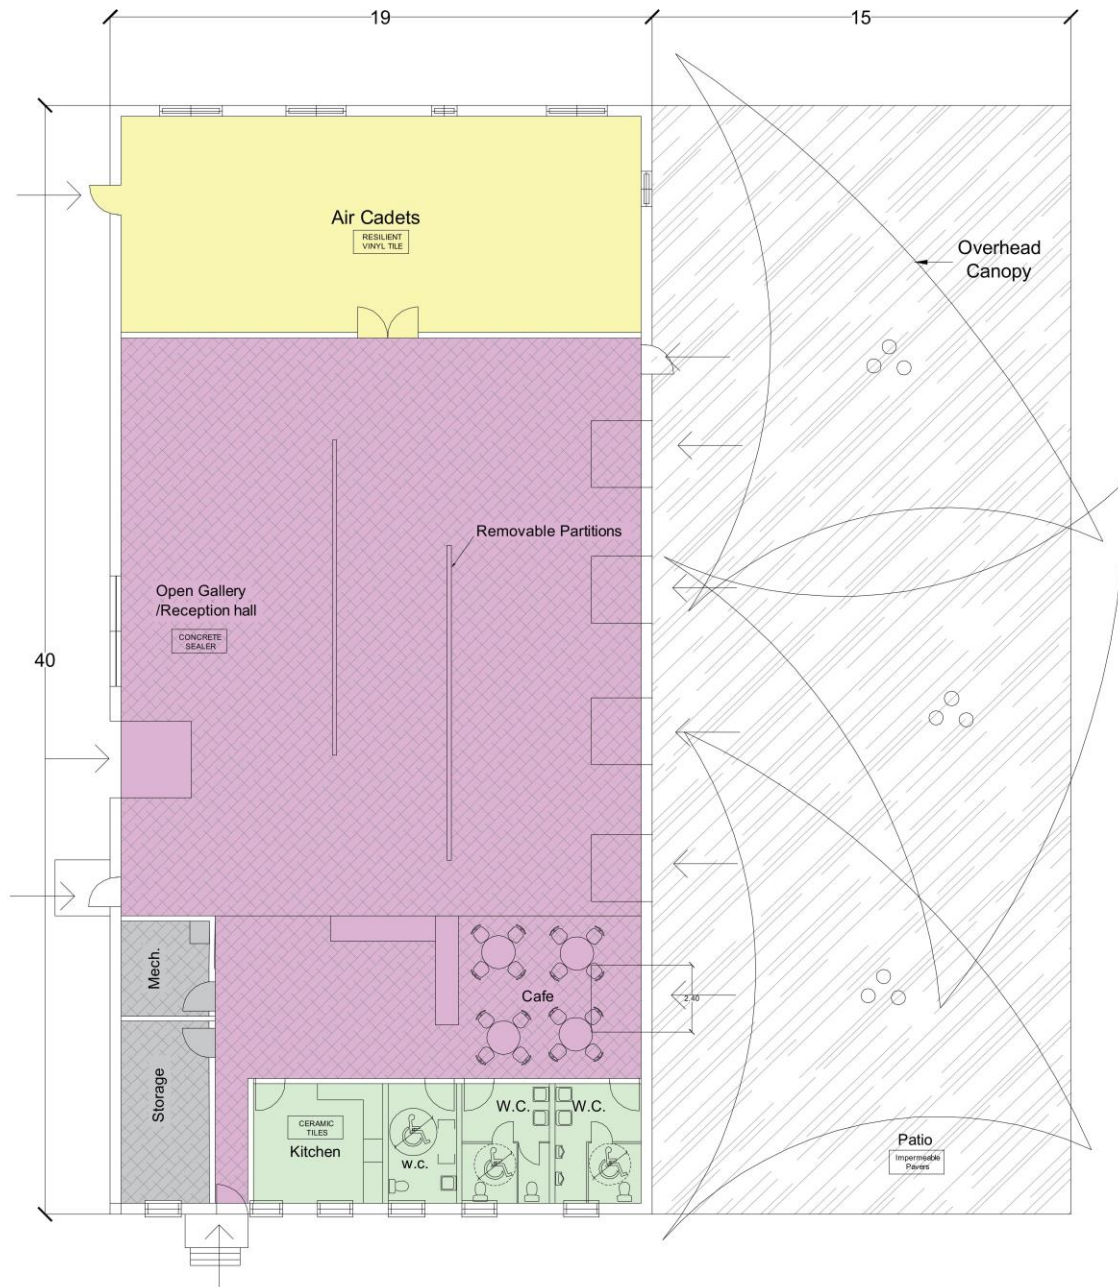 19
15
Air Cadets
RESILIENT
VINYL TILE
Overhead
Canopy
Removable Partitions
Open Gallery
/Reception hall
CONCRETE
SEALER
40
Mech.
Cafe
2.40
Storage
W.C.
W.C.
CERAMIC
TILES
Kitchen
W.C.
Patio
Impermeable
Pavers